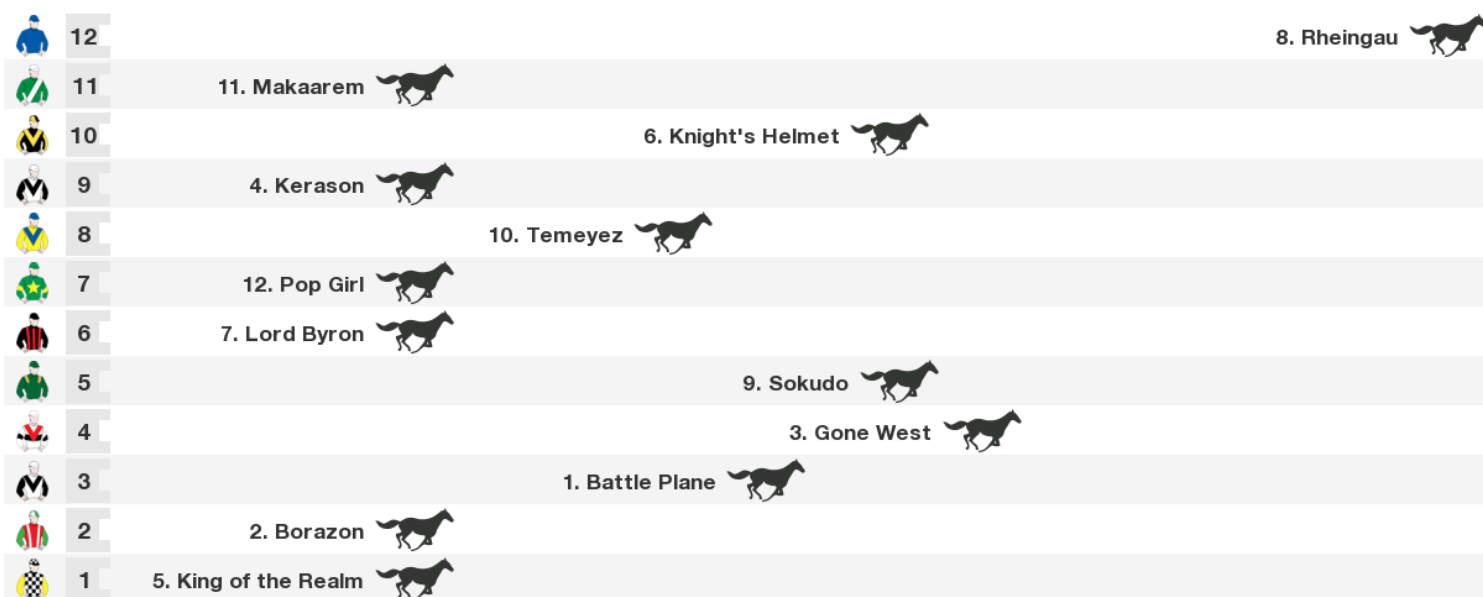 12 8. Rheingau
11 11. Makaarem
10 6. Knight's Helmet
9 4. Kerason
8 10. Temeyez
7 12. Pop Girl
6 7. Lord Byron
5 9. Sokudo
4 3. Gone West
3 1. Battle Plane
2 2. Borazon
1 5. King of the Realm